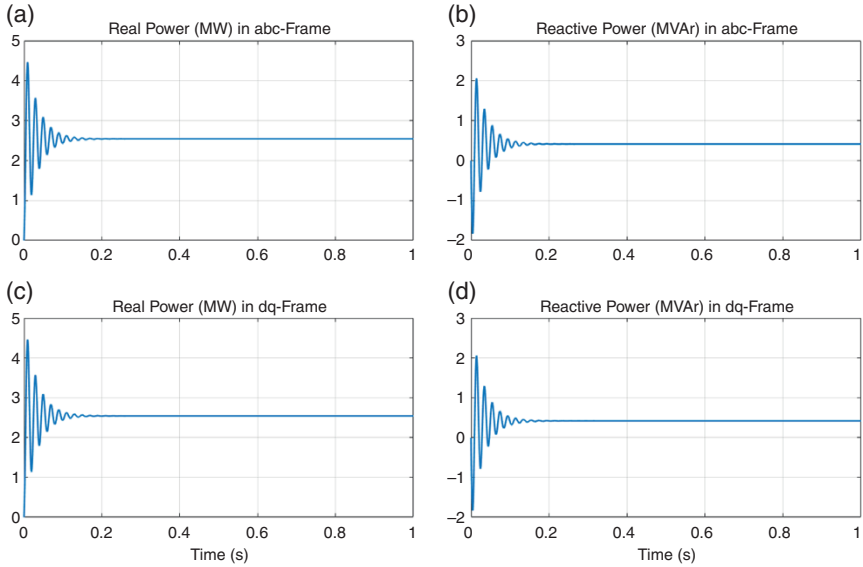 (a)
Real Power (MW) in abc-Frame
5
4
3
2
1
0
0 0.2 0.4 0.6 0.8 1
(b)
Reactive Power (MVAr) in abc-Frame
3
2
1
0
−1
−2
0 0.2 0.4 0.6 0.8 1
(c)
Real Power (MW) in dq-Frame
5
4
3
2
1
0
0 0.2 0.4 0.6 0.8 1
Time (s)
(d)
Reactive Power (MVAr) in dq-Frame
3
2
1
0
−1
−2
0 0.2 0.4 0.6 0.8 1
Time (s)